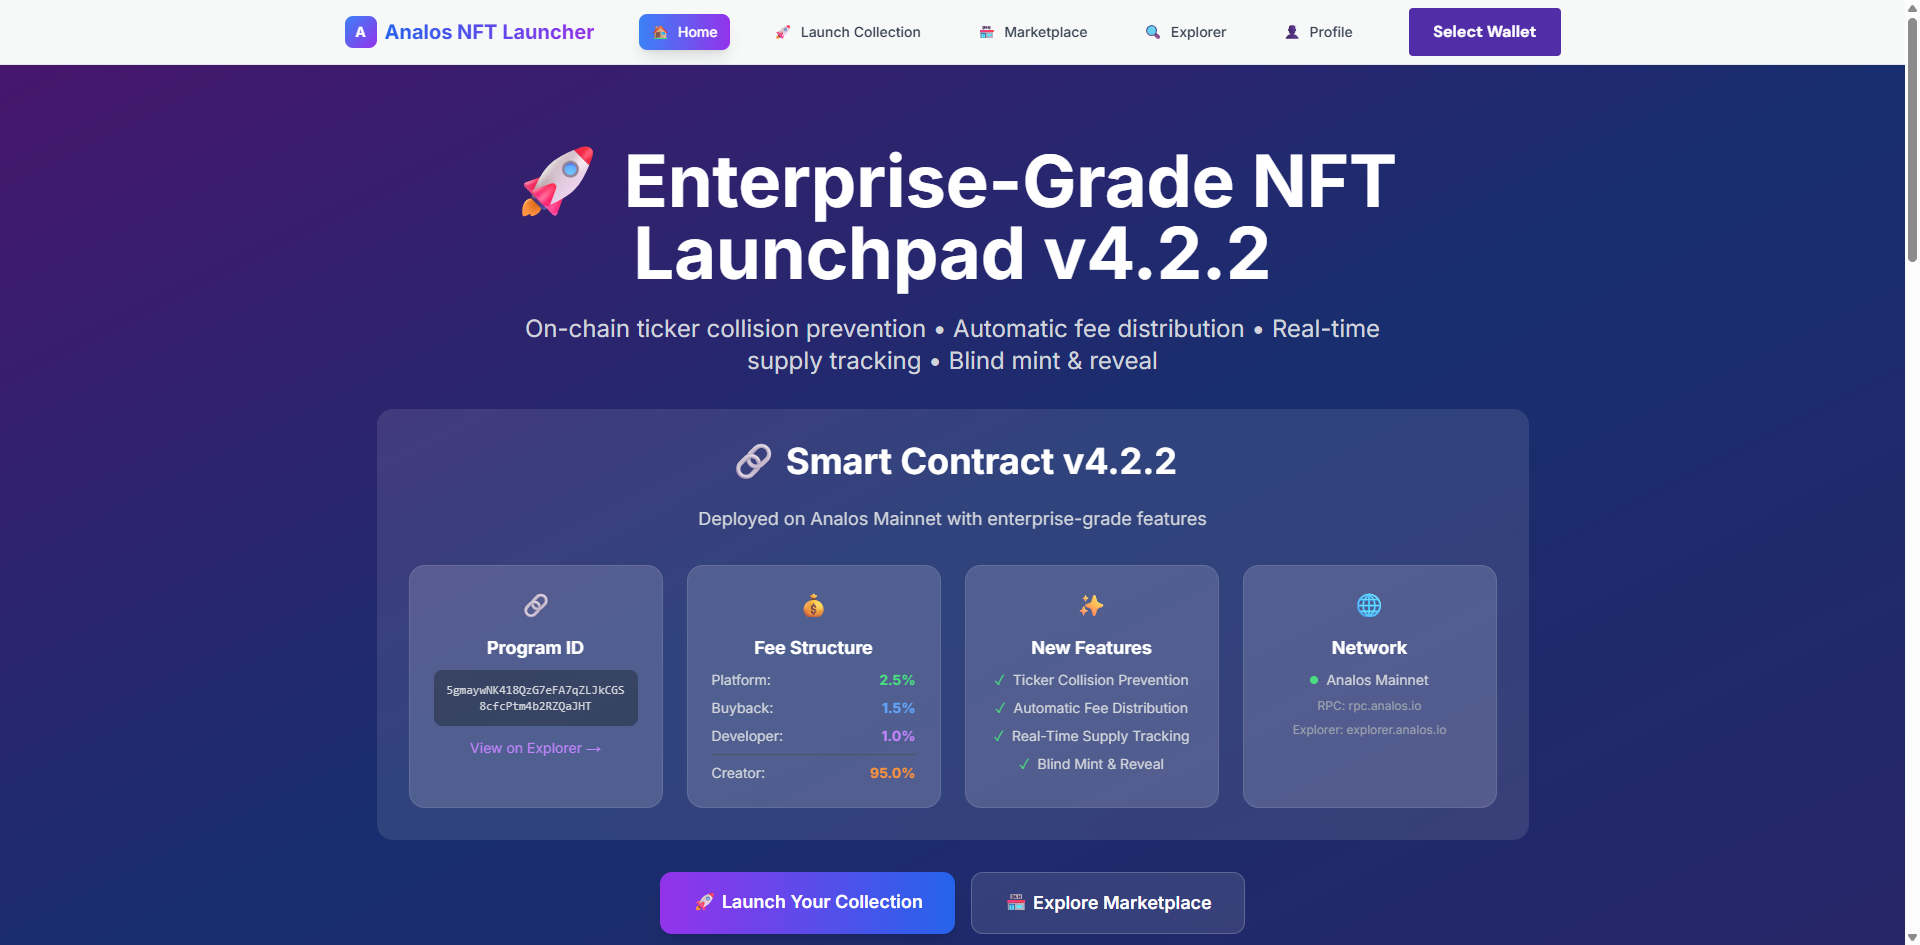 A Analos NFT Launcher Home Launch Collection Marketplace Explorer Profile Select Wallet
Enterprise-Grade NFT
Launchpad v4.2.2
On-chain ticker collision prevention • Automatic fee distribution • Real-time
supply tracking • Blind mint & reveal
Smart Contract v4.2.2
Deployed on Analos Mainnet with enterprise-grade features
Program ID
5gmaywNK418QzG7eFA7qZLJkCGS
8cfcPtm4b2RZQaJHT
View on Explorer →
Fee Structure
Platform: 2.5%
Buyback: 1.5%
Developer: 1.0%
Creator: 95.0%
New Features
✓ Ticker Collision Prevention
✓ Automatic Fee Distribution
✓ Real-Time Supply Tracking
✓ Blind Mint & Reveal
Network
Analos Mainnet
RPC: rpc.analos.io
Explorer: explorer.analos.io
Launch Your Collection
Explore Marketplace